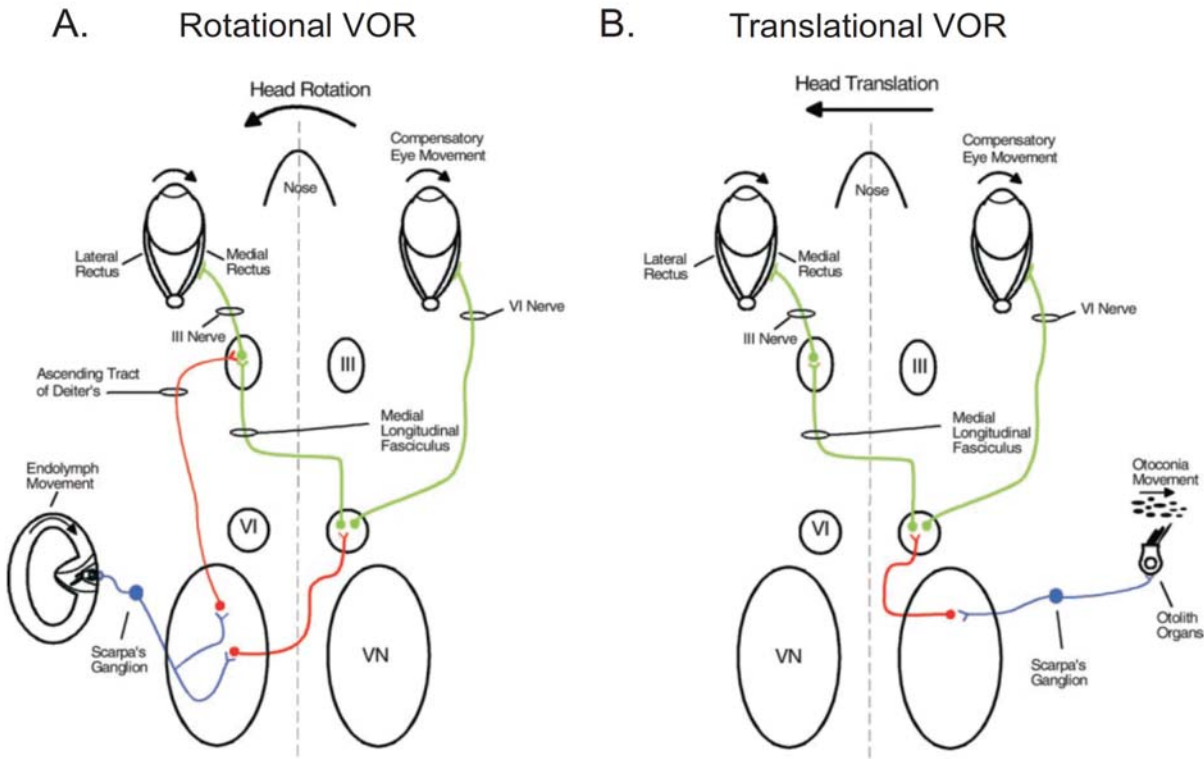 A. Rotational VOR
Head Rotation
Compensatory
Eye Movement
Nose
Lateral
Rectus
Medial
Rectus
VI Nerve
III Nerve
III
Ascending Tract
of Deiter's
Medial
Longitudinal
Fasciculus
Endolymph
Movement
VI
Scarpa's
Ganglion
VN
B. Translational VOR
Head Translation
Compensatory
Eye Movement
Nose
Lateral
Rectus
Medial
Rectus
VI Nerve
III Nerve
III
Medial
Longitudinal
Fasciculus
Otoconia
Movement
VI
Otolith
Organs
Scarpa's
Ganglion
VN